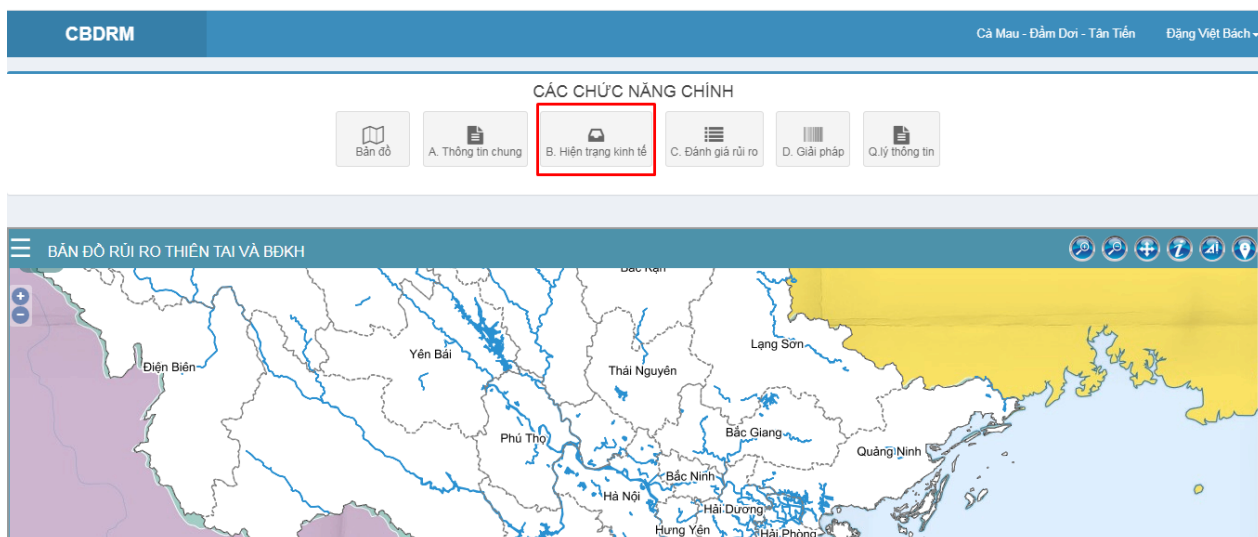 CBDRM
Cà Mau - Đầm Dơi - Tân Tiến
Đặng Việt Bách
CÁC CHỨC NĂNG CHÍNH
Bản đồ
A. Thông tin chung
B. Hiện trạng kinh tế
C. Đánh giá rủi ro
D. Giải pháp
Q.lý thông tin
BẢN ĐỒ RỦI RO THIÊN TAI VÀ BĐKH
Bắc Kạn
Lạng Sơn
Yên Bái
Điện Biên
Thái Nguyên
Phú Thọ
Bắc Giang
Quảng Ninh
Bắc Ninh
Hà Nội
Hải Dương
Hưng Yên
Hải Phòng